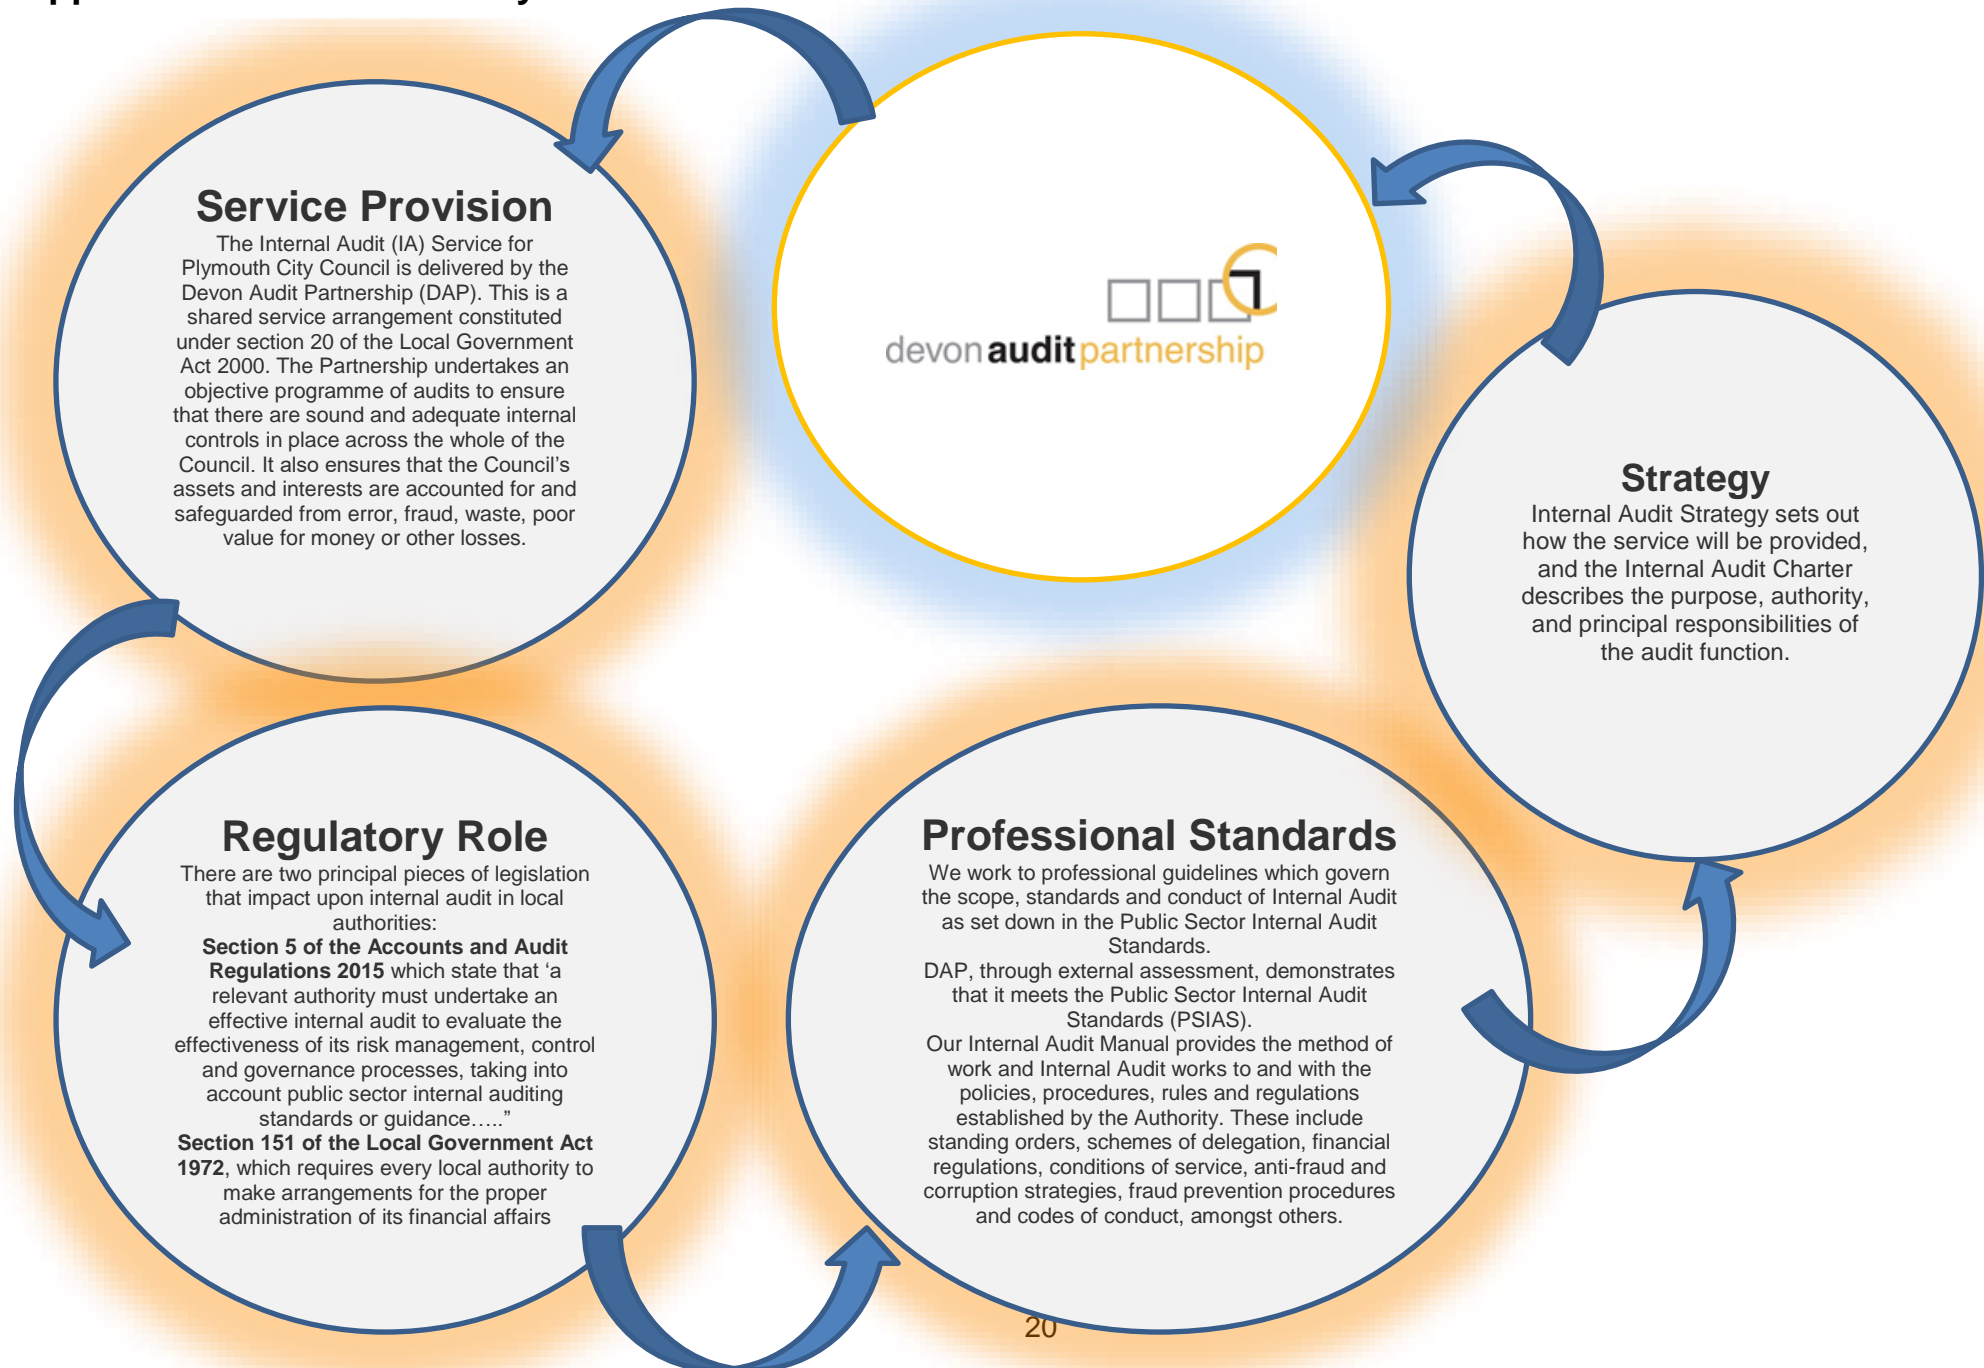 Service Provision
The Internal Audit (IA) Service for
Plymouth City Council is delivered by the
Devon Audit Partnership (DAP). This is a
shared service arrangement constituted
under section 20 of the Local Government
Act 2000. The Partnership undertakes an
objective programme of audits to ensure
that there are sound and adequate internal
controls in place across the whole of the
Council. It also ensures that the Council’s
assets and interests are accounted for and
safeguarded from error, fraud, waste, poor
value for money or other losses.
devonauditpartnership
Strategy
Internal Audit Strategy sets out
how the service will be provided,
and the Internal Audit Charter
describes the purpose, authority,
and principal responsibilities of
the audit function.
Regulatory Role
There are two principal pieces of legislation
that impact upon internal audit in local
authorities:
Section 5 of the Accounts and Audit
Regulations 2015 which state that ‘a
relevant authority must undertake an
effective internal audit to evaluate the
effectiveness of its risk management, control
and governance processes, taking into
account public sector internal auditing
standards or guidance…..”
Section 151 of the Local Government Act
1972, which requires every local authority to
make arrangements for the proper
administration of its financial affairs
Professional Standards
We work to professional guidelines which govern
the scope, standards and conduct of Internal Audit
as set down in the Public Sector Internal Audit
Standards.
DAP, through external assessment, demonstrates
that it meets the Public Sector Internal Audit
Standards (PSIAS).
Our Internal Audit Manual provides the method of
work and Internal Audit works to and with the
policies, procedures, rules and regulations
established by the Authority. These include
standing orders, schemes of delegation, financial
regulations, conditions of service, anti-fraud and
corruption strategies, fraud prevention procedures
and codes of conduct, amongst others.
20